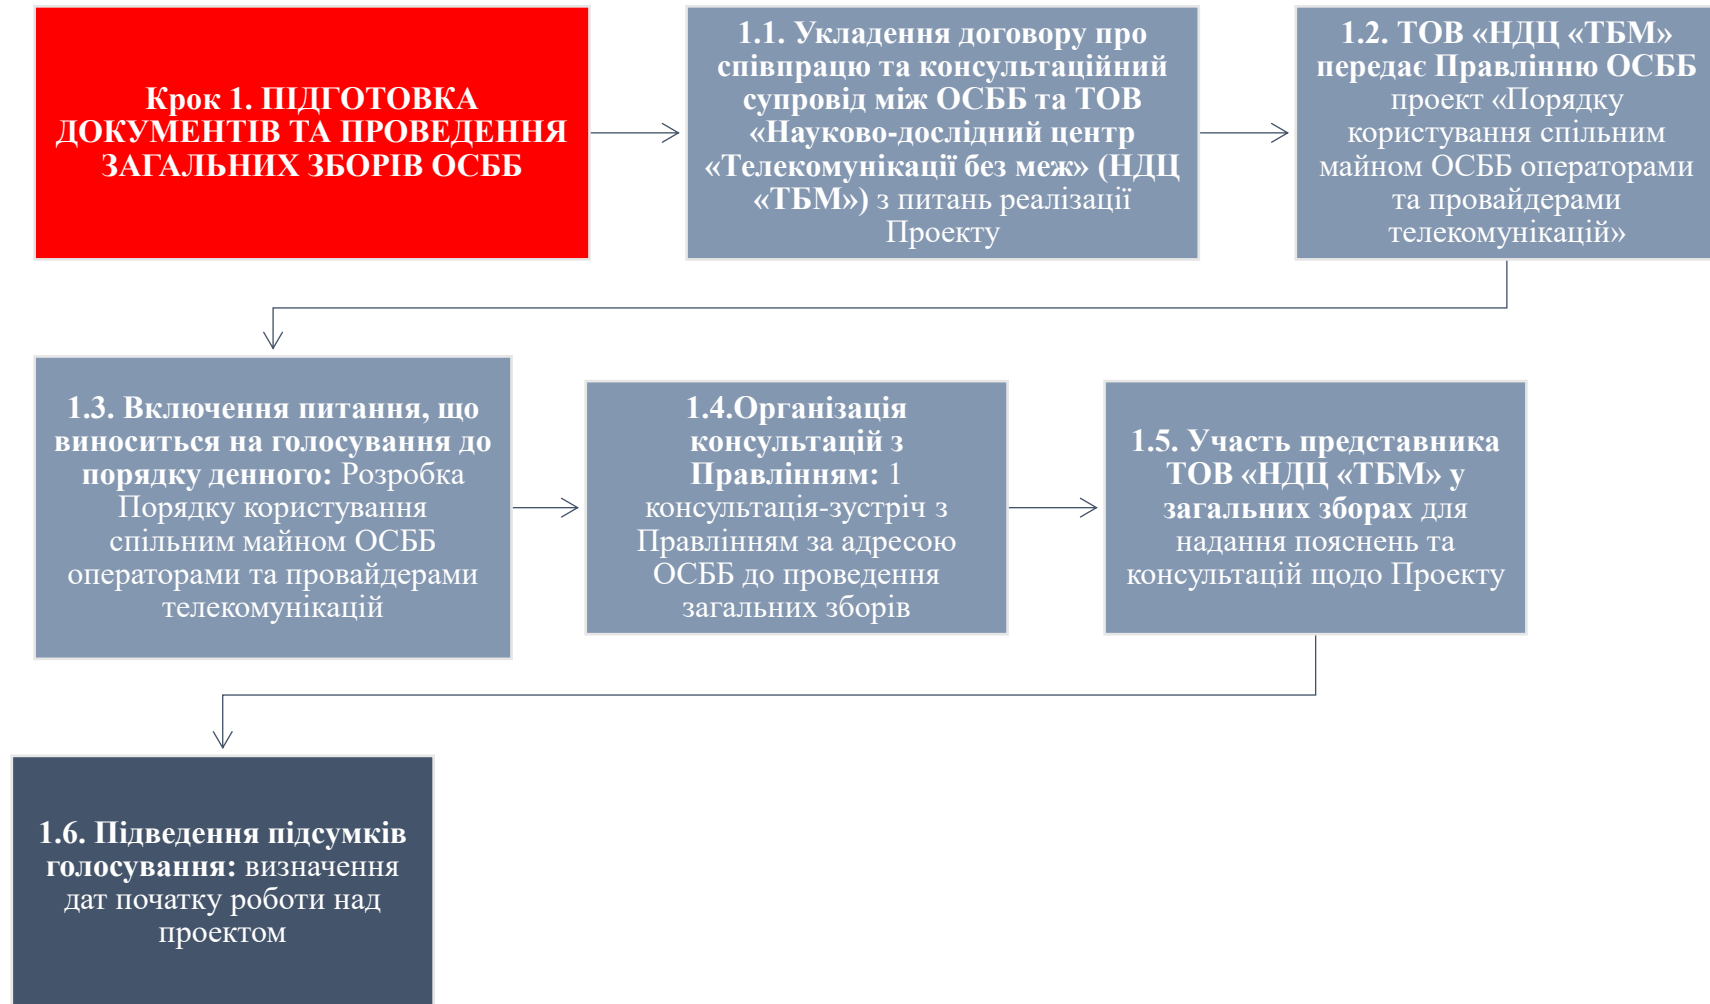 Крок 1. ПІДГОТОВКА
ДОКУМЕНТІВ ТА ПРОВЕДЕННЯ
ЗАГАЛЬНИХ ЗБОРІВ ОСББ
1.1. Укладення договору про
співпрацю та консультаційний
супровід між ОСББ та ТОВ
«Науково-дослідний центр
«Телекомунікації без меж» (НДЦ
«ТБМ») з питань реалізації
Проекту
1.2. ТОВ «НДЦ «ТБМ»
передає Правлінню ОСББ
проект «Порядку
користування спільним
майном ОСББ операторами
та провайдерами
телекомунікацій»
1.3. Включення питання, що
виноситься на голосування до
порядку денного: Розробка
Порядку користування
спільним майном ОСББ
операторами та провайдерами
телекомунікацій
1.4.Організація
консультацій з
Правлінням: 1
консультація-зустріч з
Правлінням за адресою
ОСББ до проведення
загальних зборів
1.5. Участь представника
ТОВ «НДЦ «ТБМ» у
загальних зборах для
надання пояснень та
консультацій щодо Проекту
1.6. Підведення підсумків
голосування: визначення
дат початку роботи над
проектом